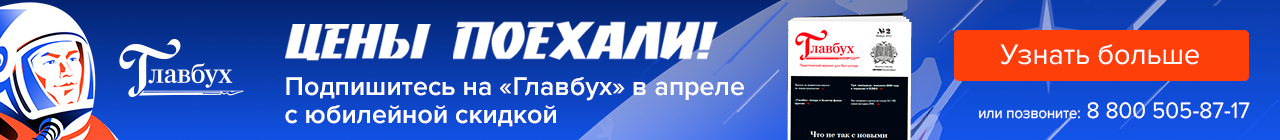 Главбух
ЦЕНЫ ПОЕХАЛИ!
Подпишитесь на «Главбух» в апреле
с юбилейной скидкой
№2
Главбух
Что не так с новыми
Узнать больше
или позвоните: 8 800 505-87-17